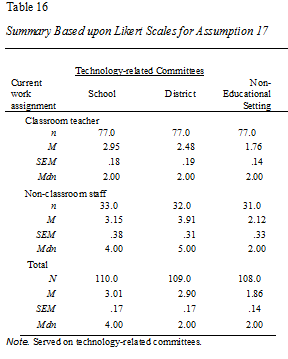 Table 16
Summary Based upon Likert Scales for Assumption 17
Technology-related Committees
Current work assignment School District Non-Educational Setting
Classroom teacher
n 77.0 77.0 77.0
M 2.95 2.48 1.76
SEM .18 .19 .14
Mdn 2.00 2.00 2.00
Non-classroom staff
n 33.0 32.0 31.0
M 3.15 3.91 2.12
SEM .38 .31 .33
Mdn 4.00 5.00 2.00
Total
N 110.0 109.0 108.0
M 3.01 2.90 1.86
SEM .17 .17 .14
Mdn 4.00 2.00 2.00
Note. Served on technology-related committees.